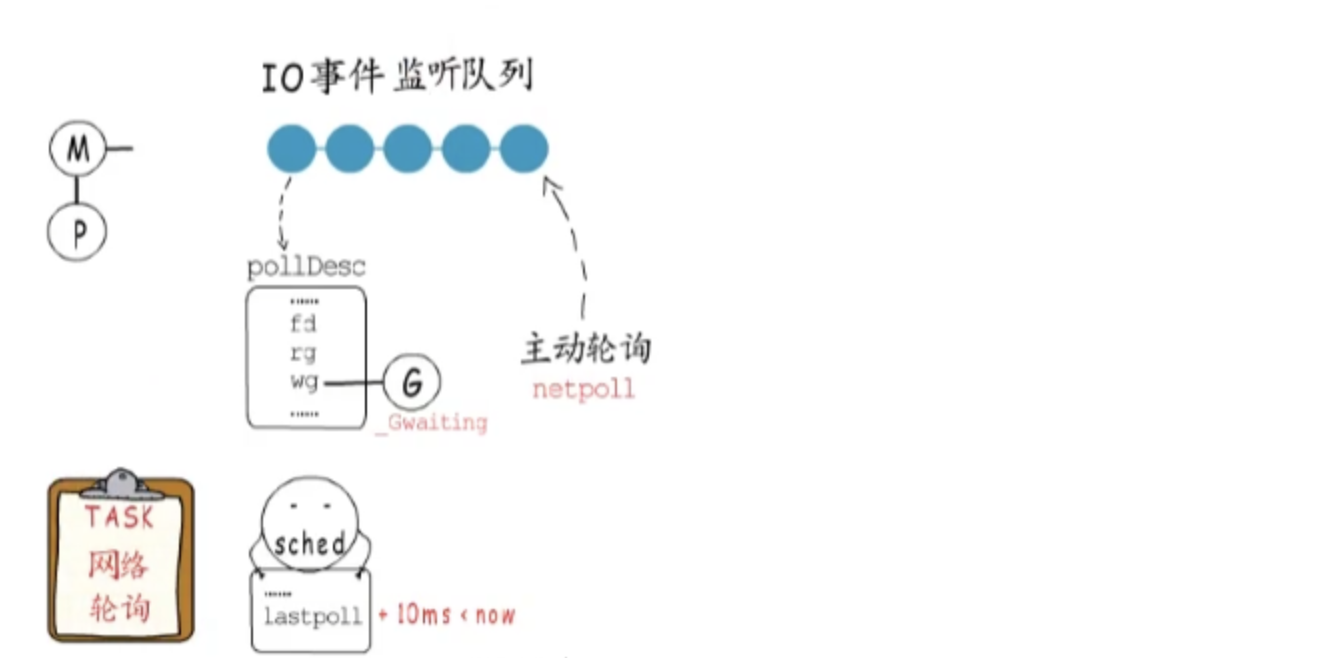 IO事件 监听队列
M
P
pollDesc
......
fd
rg
wg
G
......
_Gwaiting
主动轮询
netpoll
TASK
网络
轮询
sched
......
lastpoll + 10ms < now